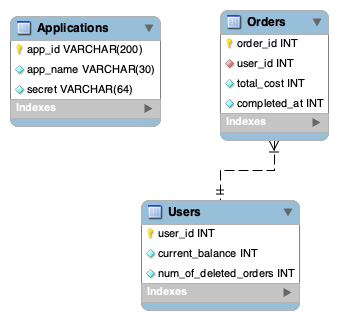 Applications
app_id VARCHAR(200)
app_name VARCHAR(30)
secret VARCHAR(64)
Indexes
Orders
order_id INT
user_id INT
total_cost INT
completed_at INT
Indexes
Users
user_id INT
current_balance INT
num_of_deleted_orders INT
Indexes